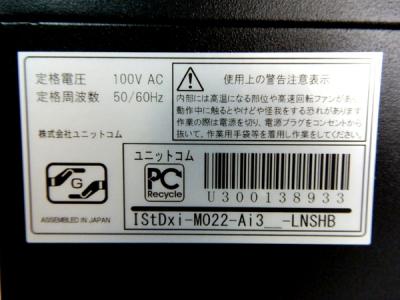 定格電圧 100V AC
定格周波数 50/60Hz
株式会社ユニットコム
G
ASSEMBLED IN JAPAN
使用上の警告注意表示
内部には高温になる部位や高速回転ファンがあり
動作中に触るとやけどや怪我をする恐れがあります
作業の際は電源を切り、電源プラグをコンセントから
抜いて、作業用手袋等を着用し作業をしてください。
ユニットコム
PC
Recycle
U300138933
IStDxi-M022-Ai3__-LNSHB